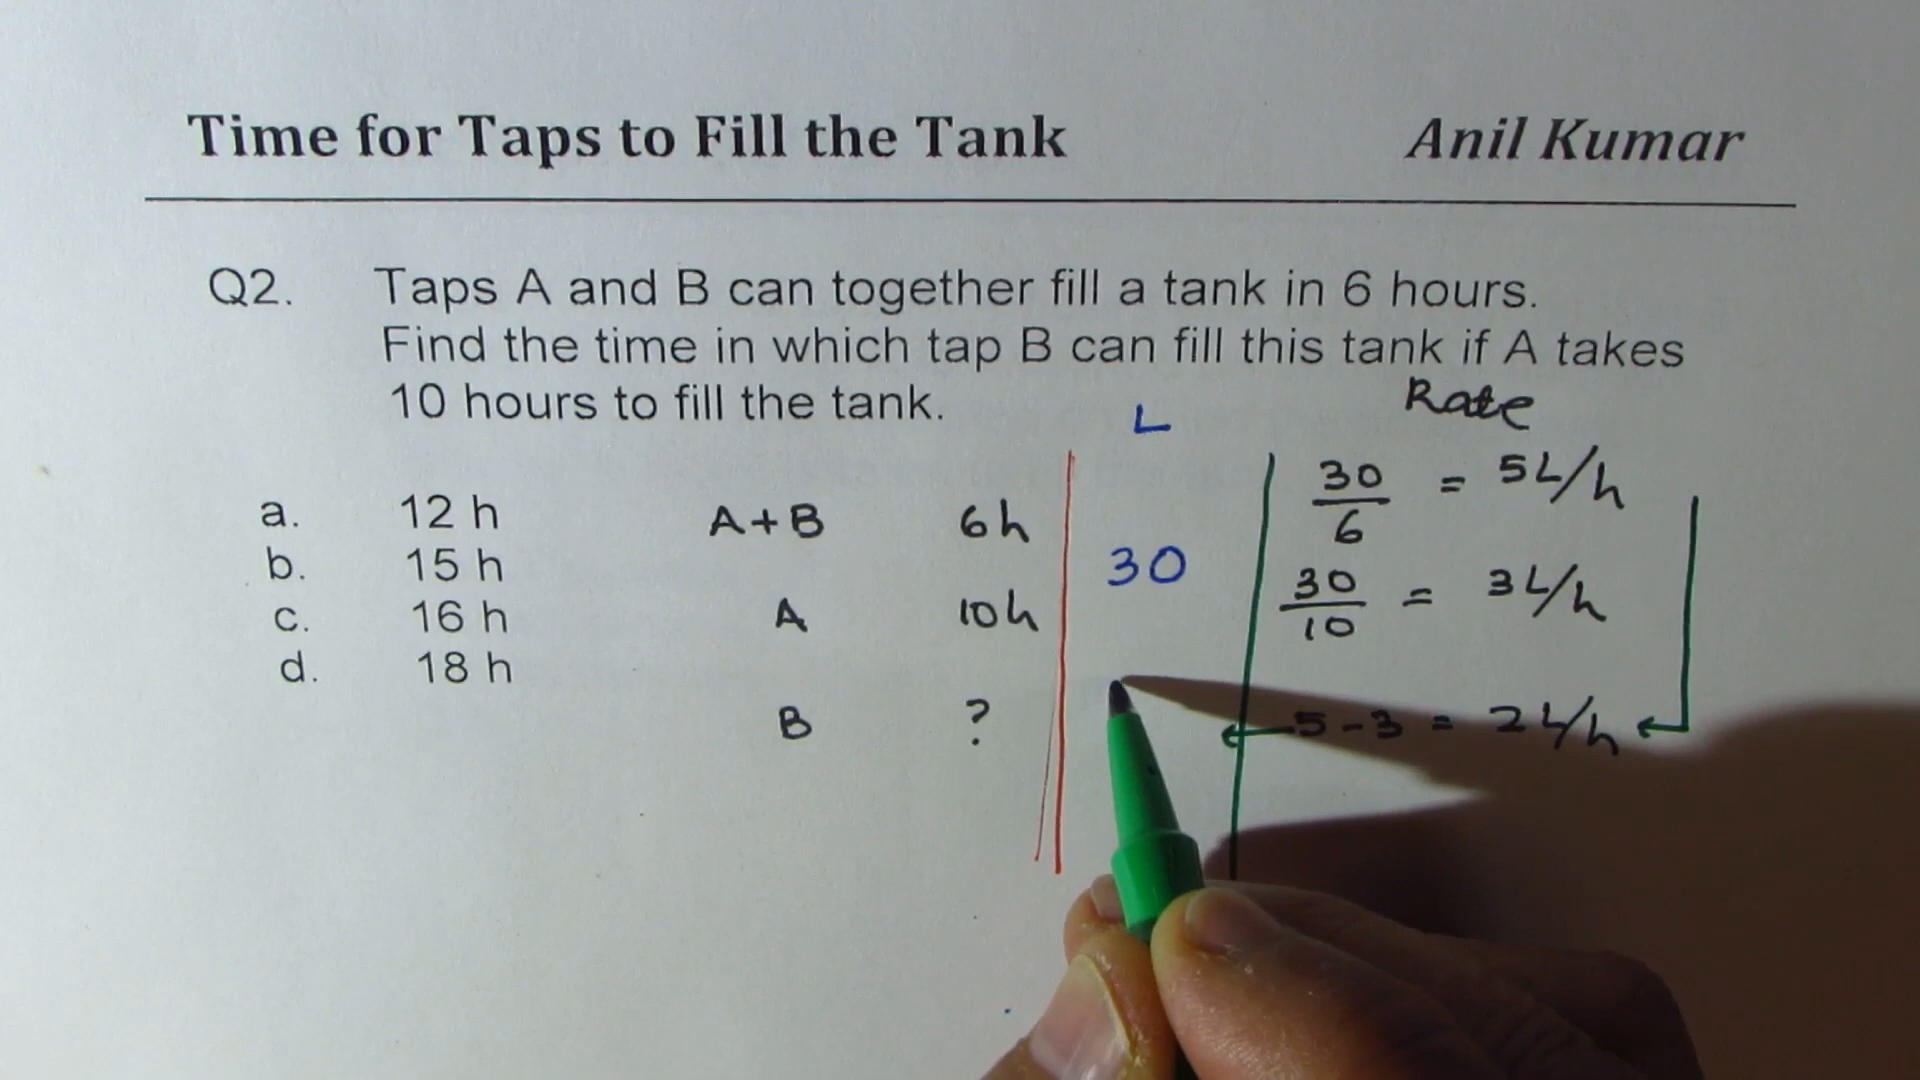 Time for Taps to Fill the Tank Anil Kumar
Q2. Taps A and B can together fill a tank in 6 hours.
Find the time in which tap B can fill this tank if A takes
10 hours to fill the tank.
L Rate
a. 12 h
b. 15 h
c. 16 h
d. 18 h
A+B 6h 30/6 = 5L/h
30
A 10h 30/10 = 3L/h
B ? 5-3 = 2L/h